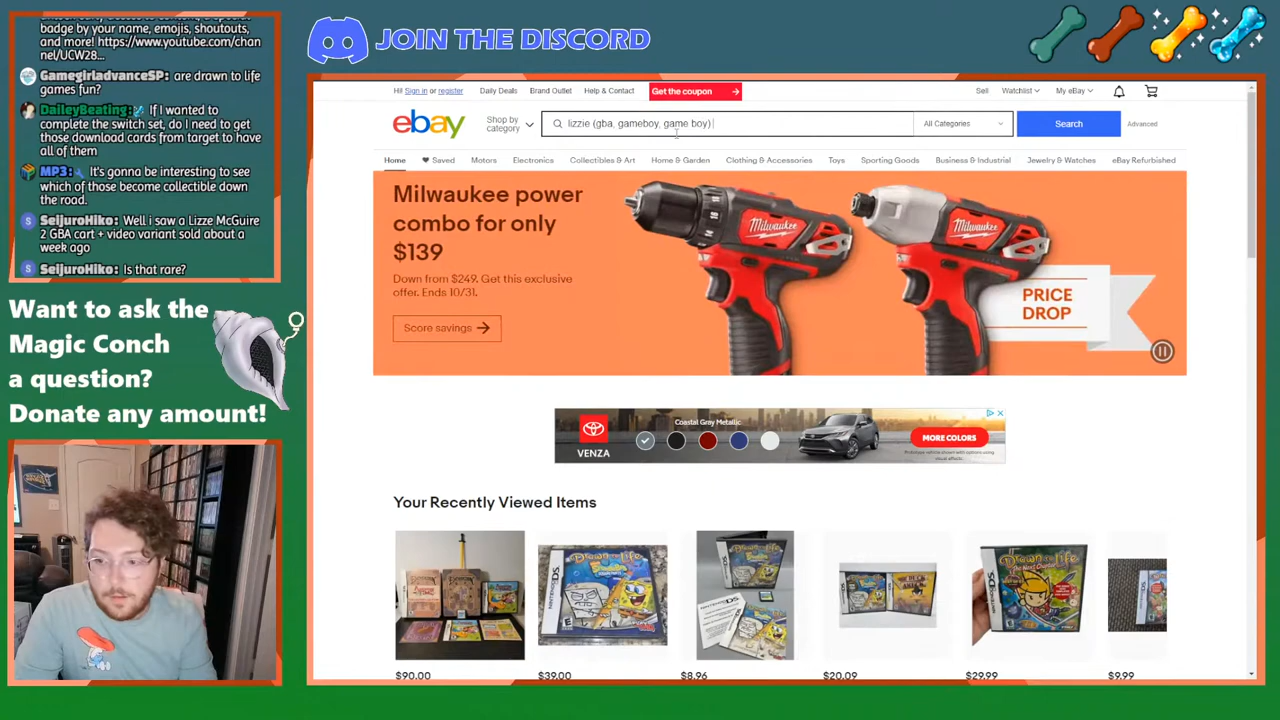 badge by your name, emojis, shoutouts,
and more! https://www.youtube.com/chan
nel/UCW28...
GamegirladvanceSP: are drawn to life
games fun?
DaileyBeating: If I wanted to
complete the switch set, do I need to get
those download cards from target to have
all of them
MP3: It's gonna be interesting to see
which of those become collectible down
the road.
SeijuroHiko: Well i saw a Lizze McGuire
2 GBA cart + video variant sold about a
week ago
SeijuroHiko: Is that rare?
Want to ask the
Magic Conch
a question?
Donate any amount!
JOIN THE DISCORD
Hi! Sign in or register
Daily Deals
Brand Outlet
Help & Contact
Get the coupon
Sell
Watchlist
My eBay
ebay
Shop by
category
lizzie (gba, gameboy, game boy)
All Categories
Search
Advanced
Home
Saved
Motors
Electronics
Collectibles & Art
Home & Garden
Clothing & Accessories
Toys
Sporting Goods
Business & Industrial
Jewelry & Watches
eBay Refurbished
Milwaukee power
combo for only
$139
Down from $249. Get this exclusive
offer. Ends 10/31.
Score savings
Milwaukee
Milwaukee
PRICE
DROP
VENZA
Coastal Gray Metallic
MORE COLORS
Your Recently Viewed Items
$90.00
$39.00
$8.96
$20.09
$29.99
$9.99